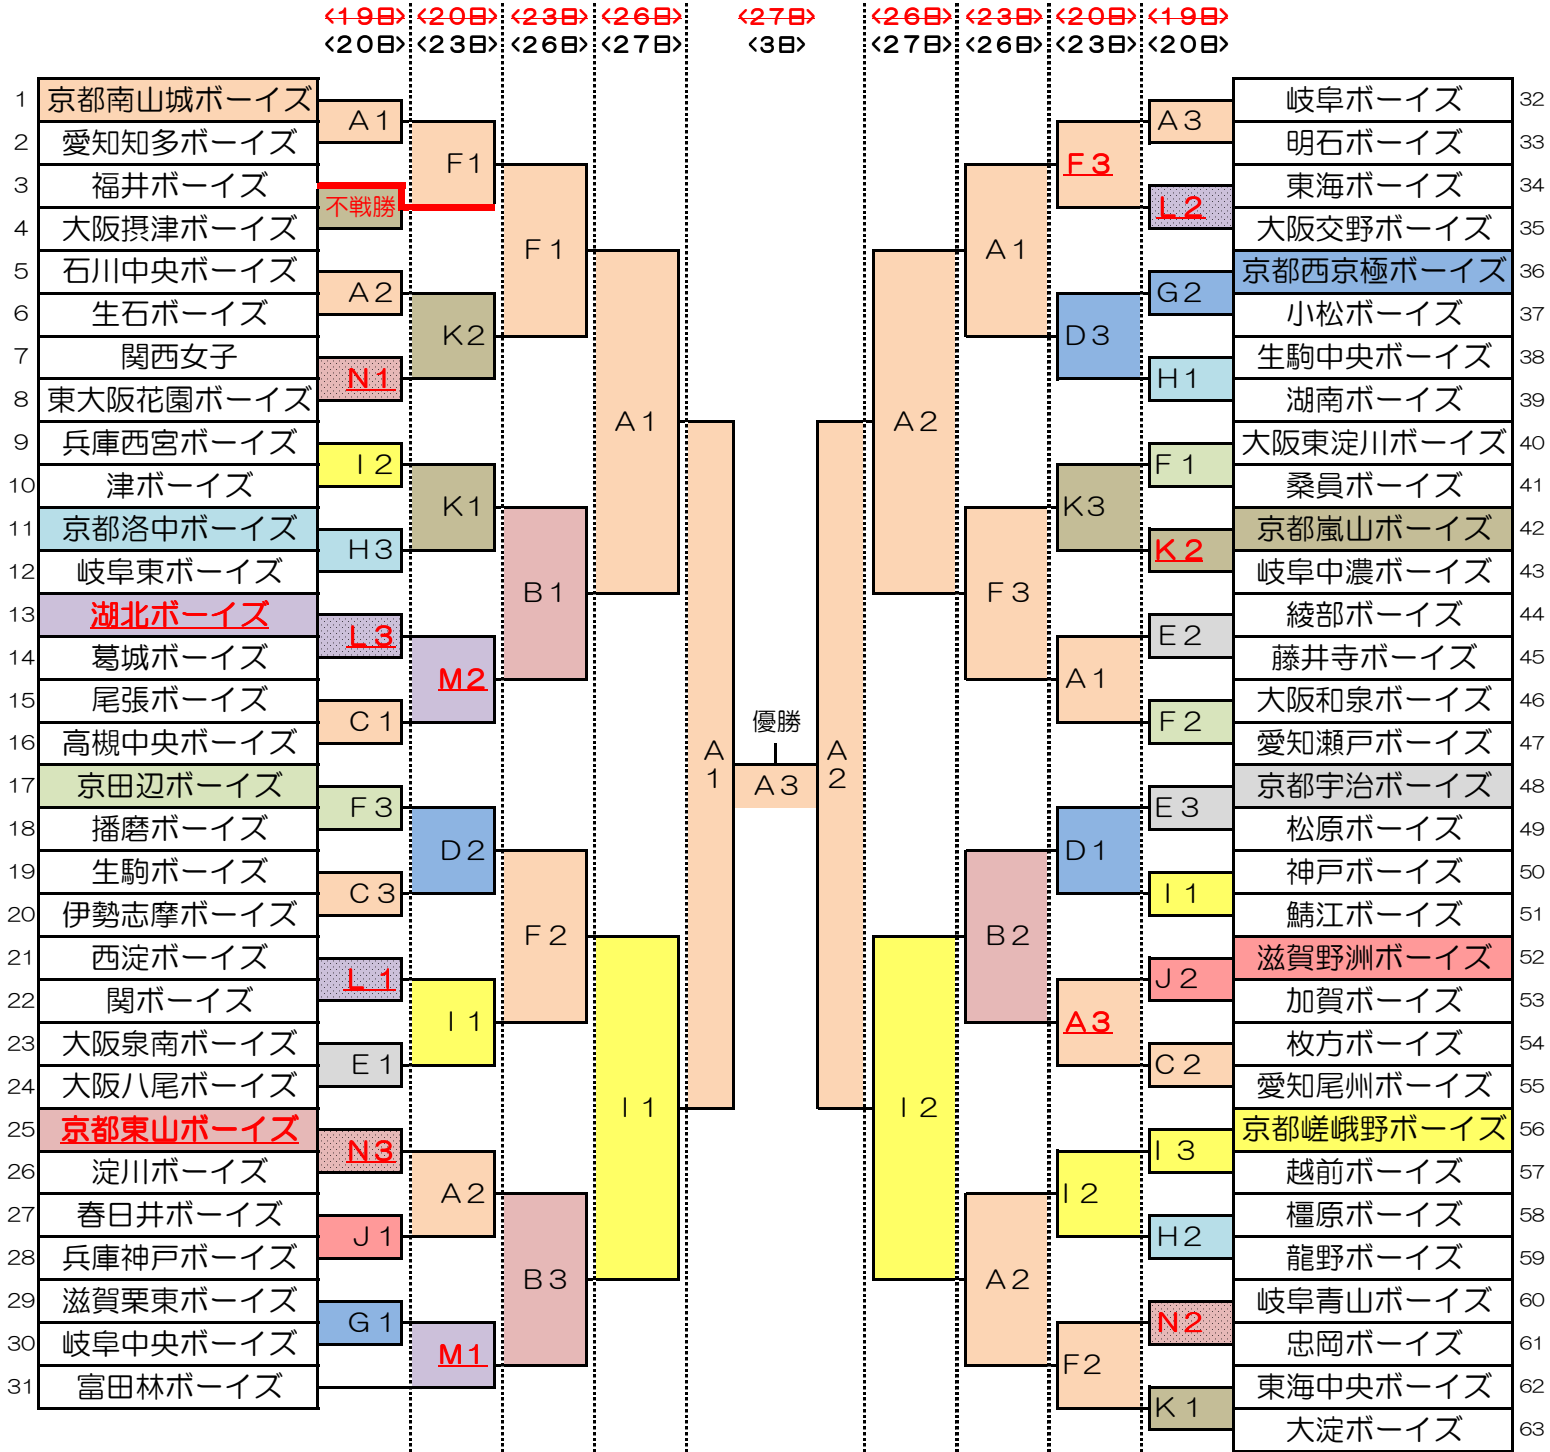 <19日> <20日> <23日> <26日> <27日> <26日> <23日> <20日> <19日>
<20日> <23日> <26日> <27日> <3日> <27日> <26日> <23日> <20日>
1 京都南山城ボーイズ
2 愛知知多ボーイズ
3 福井ボーイズ
4 大阪摂津ボーイズ
5 石川中央ボーイズ
6 生石ボーイズ
7 関西女子
8 東大阪花園ボーイズ
9 兵庫西宮ボーイズ
10 津ボーイズ
11 京都洛中ボーイズ
12 岐阜東ボーイズ
13 湖北ボーイズ
14 葛城ボーイズ
15 尾張ボーイズ
16 高槻中央ボーイズ
17 京田辺ボーイズ
18 播磨ボーイズ
19 生駒ボーイズ
20 伊勢志摩ボーイズ
21 西淀ボーイズ
22 関ボーイズ
23 大阪泉南ボーイズ
24 大阪八尾ボーイズ
25 京都東山ボーイズ
26 淀川ボーイズ
27 春日井ボーイズ
28 兵庫神戸ボーイズ
29 滋賀栗東ボーイズ
30 岐阜中央ボーイズ
31 富田林ボーイズ
A1
不戦勝
A2
N1
I2
H3
L3
C1
F3
C3
L1
E1
N3
J1
G1
F1
K2
K1
M2
D2
I1
A2
M1
F1
B1
F2
B3
A1
I1
A1
優勝
A3
A2
A2
I2
A1
F3
B2
A2
F3
D3
K3
A1
D1
A3
I2
F2
A3
L2
G2
H1
F1
K2
E2
F2
E3
I1
J2
C2
I3
H2
N2
K1
岐阜ボーイズ 32
明石ボーイズ 33
東海ボーイズ 34
大阪交野ボーイズ 35
京都西京極ボーイズ 36
小松ボーイズ 37
生駒中央ボーイズ 38
湖南ボーイズ 39
大阪東淀川ボーイズ 40
桑員ボーイズ 41
京都嵐山ボーイズ 42
岐阜中濃ボーイズ 43
綾部ボーイズ 44
藤井寺ボーイズ 45
大阪和泉ボーイズ 46
愛知瀬戸ボーイズ 47
京都宇治ボーイズ 48
松原ボーイズ 49
神戸ボーイズ 50
鯖江ボーイズ 51
滋賀野洲ボーイズ 52
加賀ボーイズ 53
枚方ボーイズ 54
愛知尾州ボーイズ 55
京都嵯峨野ボーイズ 56
越前ボーイズ 57
橿原ボーイズ 58
龍野ボーイズ 59
岐阜青山ボーイズ 60
忠岡ボーイズ 61
東海中央ボーイズ 62
大淀ボーイズ 63